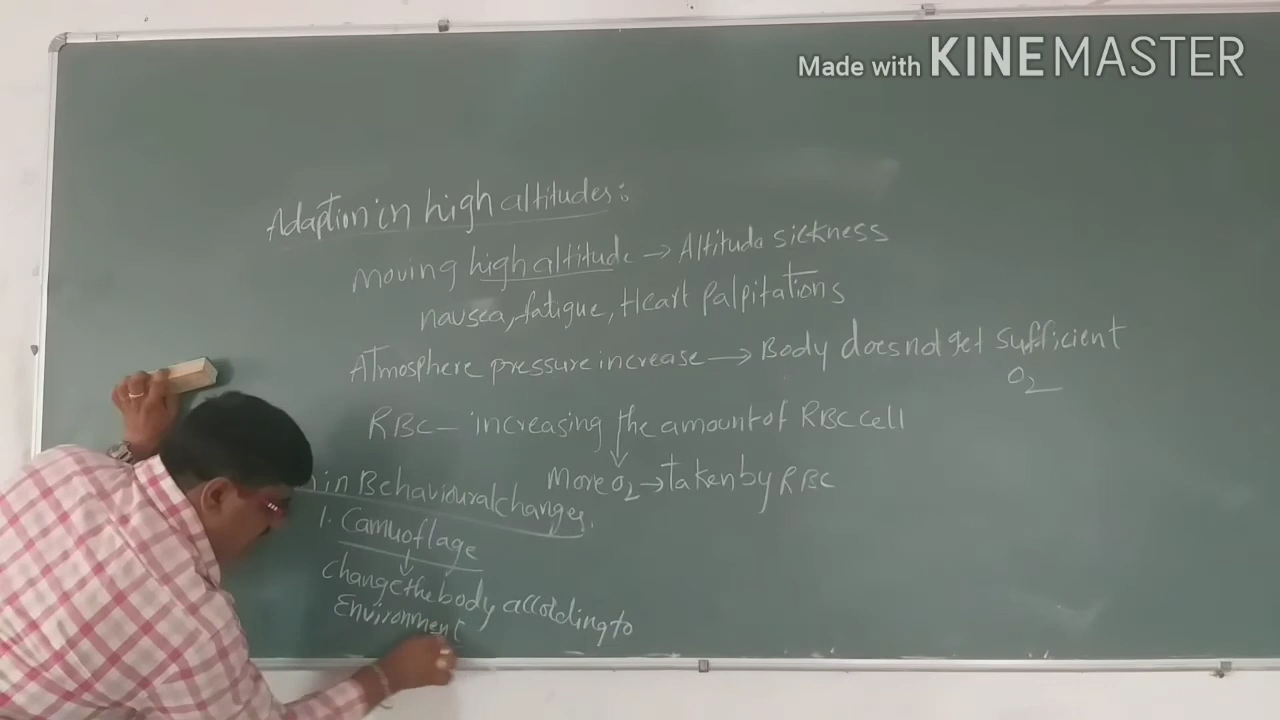 Made with KINEMASTER
Adaption in high altitudes:
Moving high altitude → Altitude sickness
nausea, fatigue, Heart Palpitations
Atmosphere pressure increase → Body does not get sufficient
O2
RBC - increasing the amount of RBC cell
More O2 → taken by RBC
in Behavioural changes.
1. Camuoflage
change the body according to
Environment